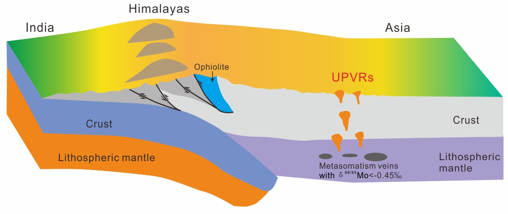 India
Himalayas
Asia
Ophiolite
UPVRs
Crust
Crust
Lithospheric mantle
Lithospheric
mantle
Metasomatism veins
with δ⁹⁸/⁹⁵Mo<-0.45‰